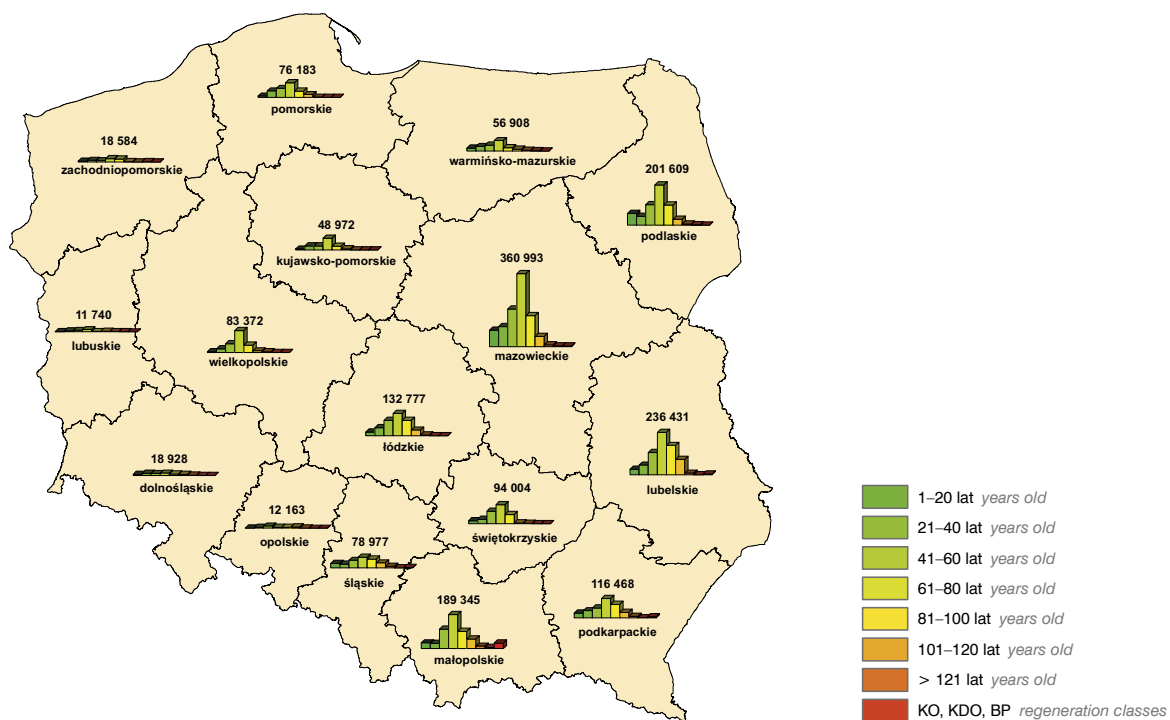 76 183
pomorskie
56 908
warmińsko-mazurskie
18 584
zachodniopomorskie
201 609
podlaskie
48 972
kujawsko-pomorskie
360 993
mazowieckie
11 740
lubuskie
83 372
wielkopolskie
132 777
łódzkie
236 431
lubelskie
18 928
dolnośląskie
94 004
świętokrzyskie
12 163
opolskie
78 977
śląskie
116 468
podkarpackie
189 345
małopolskie
1–20 lat years old
21–40 lat years old
41–60 lat years old
61–80 lat years old
81–100 lat years old
101–120 lat years old
> 121 lat years old
KO, KDO, BP regeneration classes